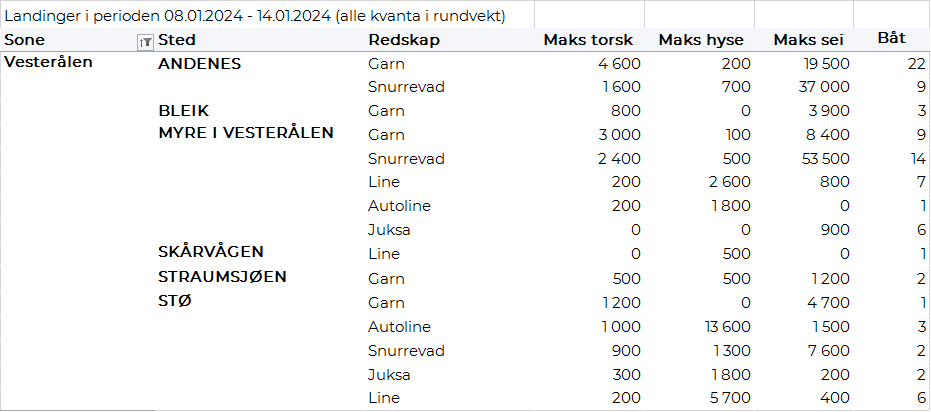 Landinger i perioden 08.01.2024 - 14.01.2024 (alle kvanta i rundvekt)
Sone Sted Redskap Maks torsk Maks hyse Maks sei Båt
Vesterålen ANDENES Garn 4 600 200 19 500 22
Snurrevad 1 600 700 37 000 9
BLEIK Garn 800 0 3 900 3
MYRE I VESTERÅLEN Garn 3 000 100 8 400 9
Snurrevad 2 400 500 53 500 14
Line 200 2 600 800 7
Autoline 200 1 800 0 1
Juksa 0 0 900 6
SKÅRVÅGEN Line 0 500 0 1
STRAUMSJØEN Garn 500 500 1 200 2
STØ Garn 1 200 0 4 700 1
Autoline 1 000 13 600 1 500 3
Snurrevad 900 1 300 7 600 2
Juksa 300 1 800 200 2
Line 200 5 700 400 6